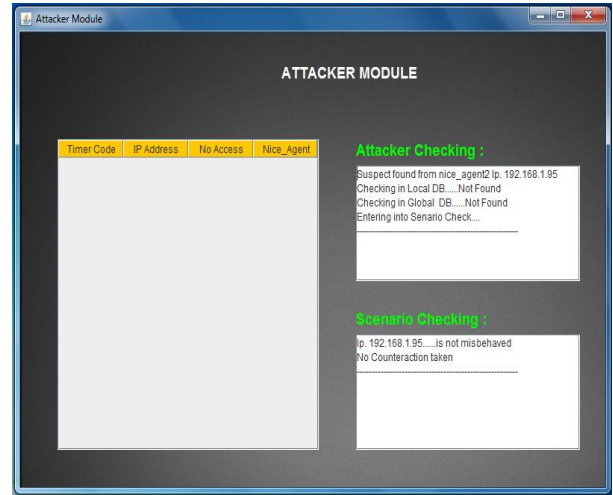 Attacker Module
ATTACKER MODULE
Timer Code IP Address No Access Nice_Agent
Attacker Checking :
Suspect found from nice_agent2 Ip. 192.168.1.95
Checking in Local DB......Not Found
Checking in Global DB......Not Found
Entering into Senario Check....
------------------------------------------------------
Scenario Checking :
Ip. 192.168.1.95......is not misbehaved
No Counteraction taken
------------------------------------------------------